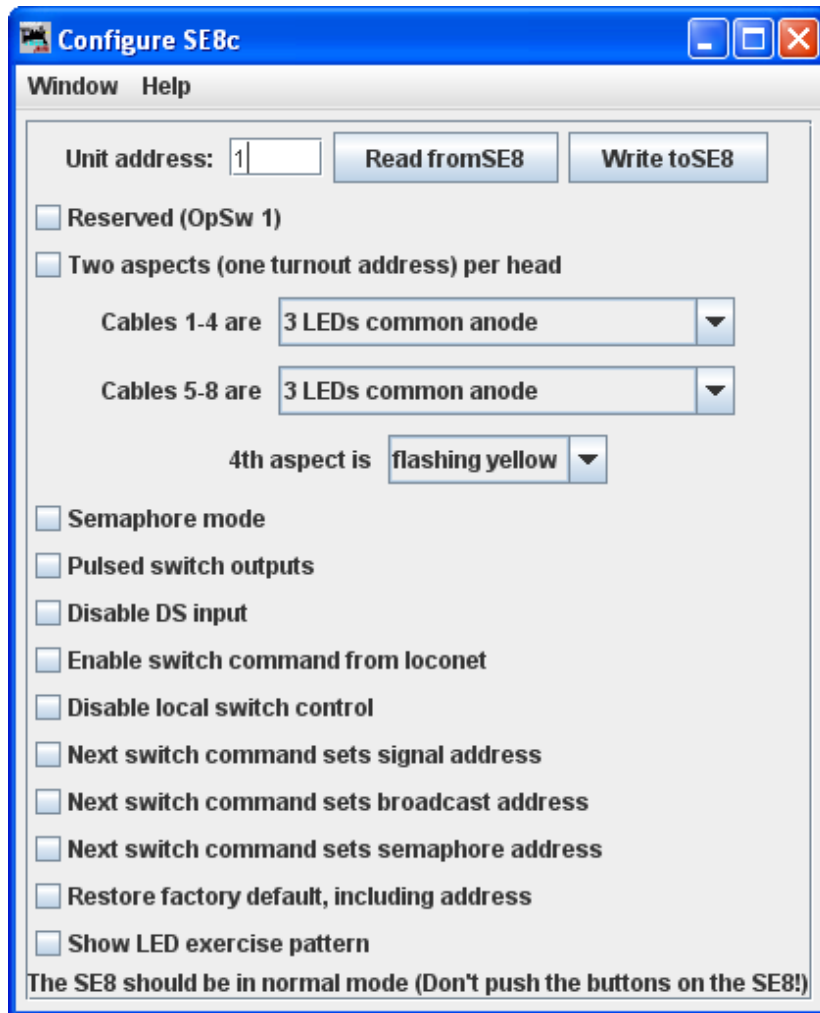 Configure SE8c
Window Help
Unit address: 1 Read fromSE8 Write toSE8
Reserved (OpSw 1)
Two aspects (one turnout address) per head
Cables 1-4 are 3 LEDs common anode
Cables 5-8 are 3 LEDs common anode
4th aspect is flashing yellow
Semaphore mode
Pulsed switch outputs
Disable DS input
Enable switch command from loconet
Disable local switch control
Next switch command sets signal address
Next switch command sets broadcast address
Next switch command sets semaphore address
Restore factory default, including address
Show LED exercise pattern
The SE8 should be in normal mode (Don't push the buttons on the SE8!)